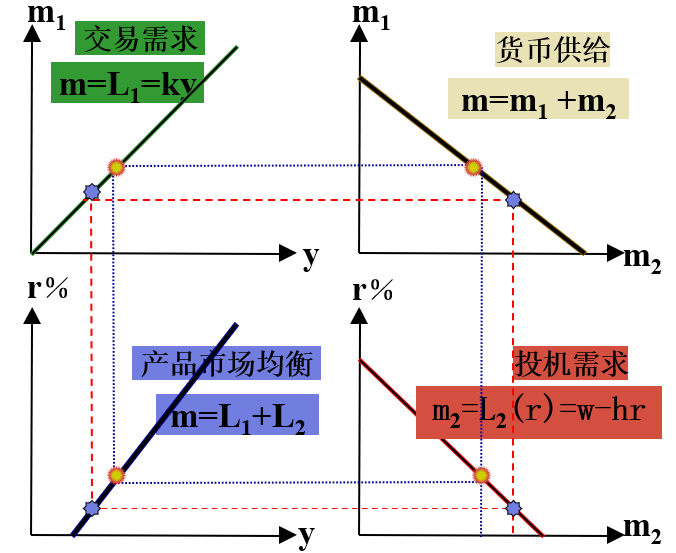 m₁
交易需求
m=L₁=ky
y
m₁
货币供给
m=m₁ +m₂
m₂
r%
产品市场均衡
m=L₁+L₂
y
r%
投机需求
m₂=L₂(r)=w-hr
m₂